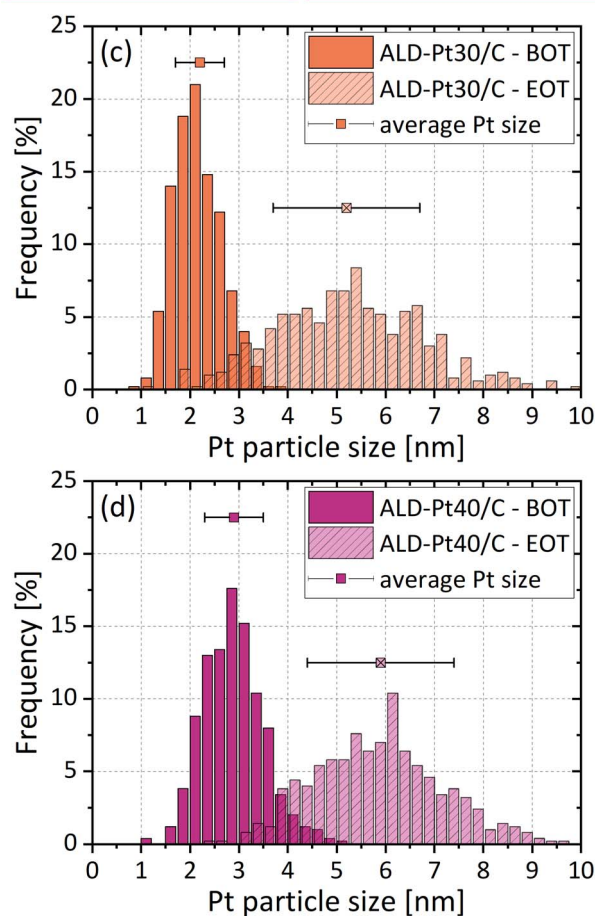 (c)
25
20
15
10
5
0
Frequency [%]
ALD-Pt30/C - BOT
ALD-Pt30/C - EOT
average Pt size
0 1 2 3 4 5 6 7 8 9 10
Pt particle size [nm]
(d)
25
20
15
10
5
0
Frequency [%]
ALD-Pt40/C - BOT
ALD-Pt40/C - EOT
average Pt size
0 1 2 3 4 5 6 7 8 9 10
Pt particle size [nm]